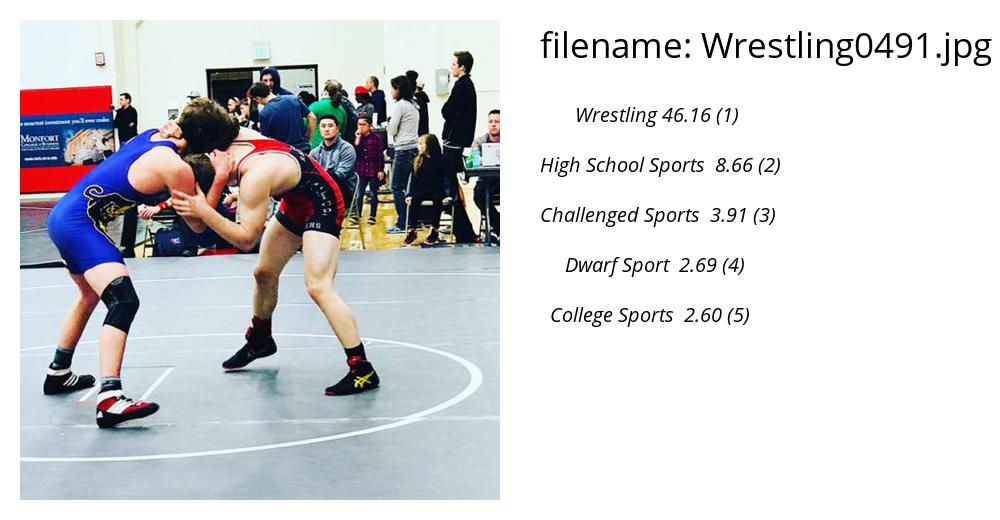 filename: Wrestling0491.jpg
Wrestling 46.16 (1)
High School Sports 8.66 (2)
Challenged Sports 3.91 (3)
Dwarf Sport 2.69 (4)
College Sports 2.60 (5)
MONFORT